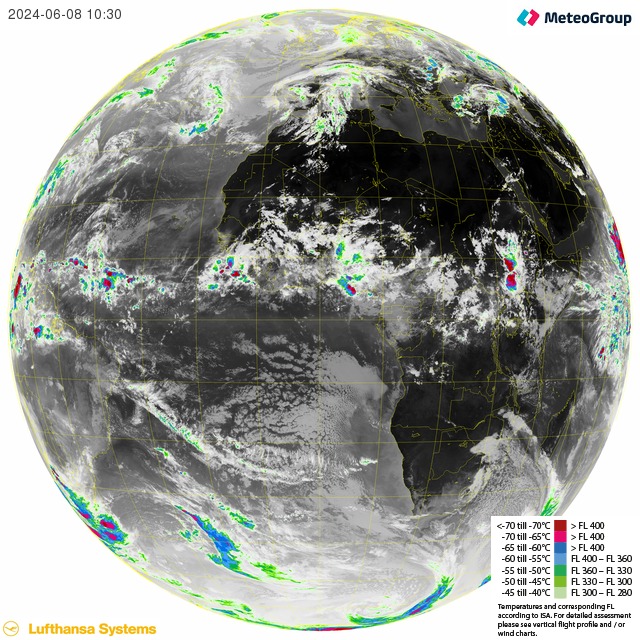 2024-06-08 10:30
MeteoGroup
<-70 till -70°C > FL 400
-70 till -65°C > FL 400
-65 till -60°C > FL 400
-60 till -55°C FL 400 – FL 360
-55 till -50°C FL 360 – FL 330
-50 till -45°C FL 330 – FL 300
-45 till -40°C FL 300 – FL 280
Temperatures and corresponding FL
according to ISA. For detailed assessment
please see vertical flight profile and / or
wind charts.
Lufthansa Systems